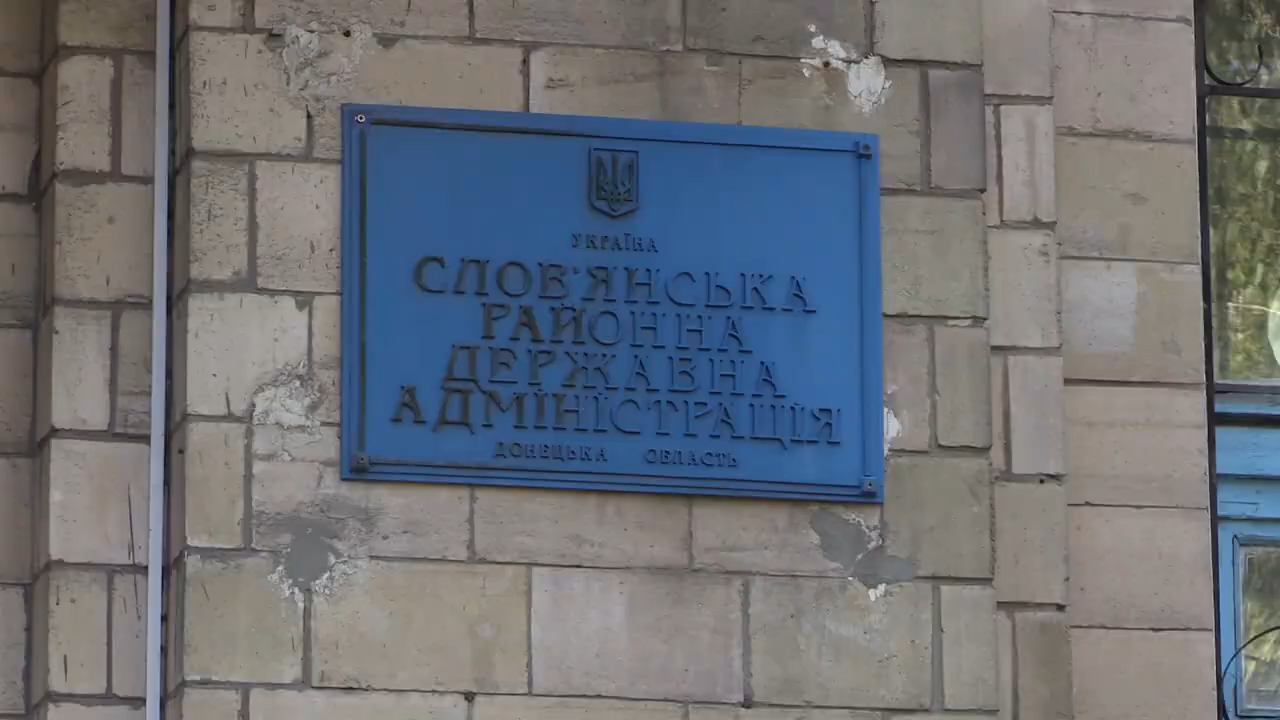 УКРАЇНА
СЛОВ'ЯНСЬКА
РАЙОННА
ДЕРЖАВНА
АДМІНІСТРАЦІЯ
ДОНЕЦЬКА ОБЛАСТЬ